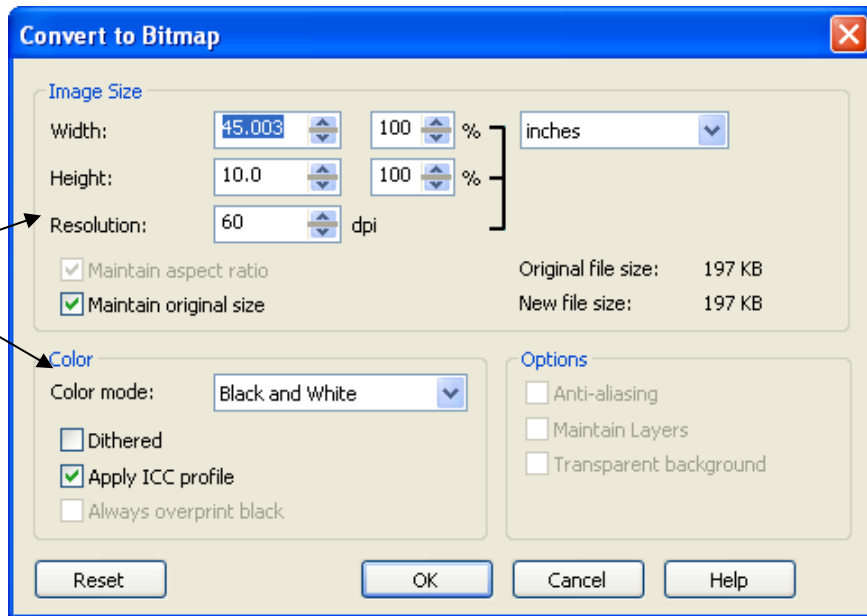 Convert to Bitmap
Image Size
Width: 45.003 100 % inches
Height: 10.0 100 %
Resolution: 60 dpi
Maintain aspect ratio Original file size: 197 KB
Maintain original size New file size: 197 KB
Color Options
Color mode: Black and White Anti-aliasing
Dithered Maintain Layers
Apply ICC profile Transparent background
Always overprint black
Reset OK Cancel Help